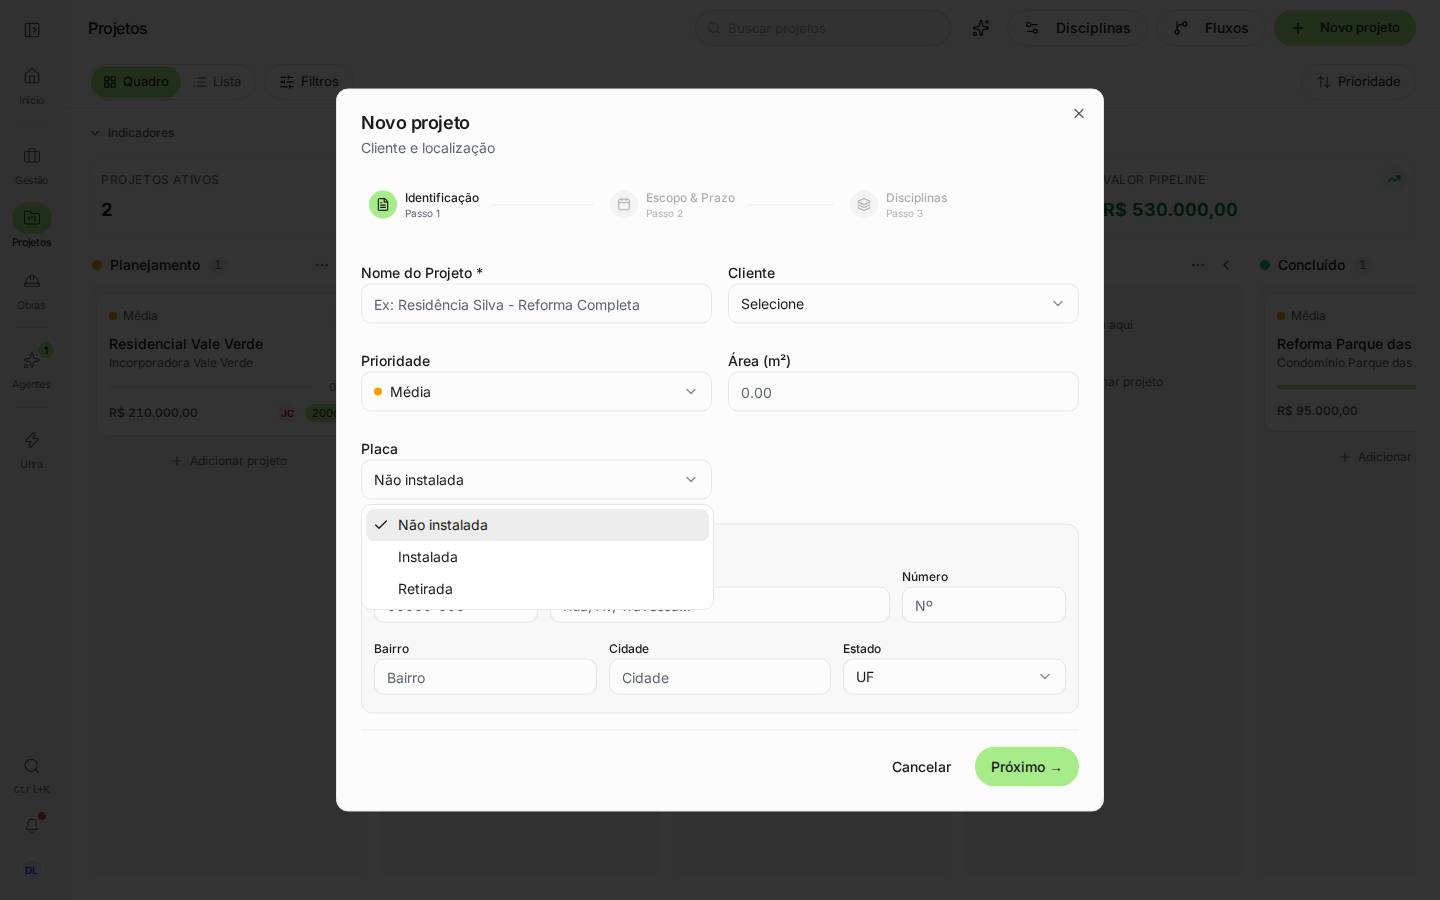 Projetos
Buscar projetos
Disciplinas
Fluxos
Novo projeto
Início
Gestão
Projetos
Obras
1
Agentes
Ultra
Ctrl+K
DL
Quadro
Lista
Filtros
Prioridade
Indicadores
PROJETOS ATIVOS
2
VALOR PIPELINE
R$ 530.000,00
Planejamento 1
Média
Residencial Vale Verde
Incorporadora Vale Verde
0
R$ 210.000,00
JC
200
Adicionar projeto
aqui
projeto
Concluído 1
Média
Reforma Parque das
Condomínio Parque das
R$ 95.000,00
Adicionar
Novo projeto
Cliente e localização
Identificação
Passo 1
Escopo & Prazo
Passo 2
Disciplinas
Passo 3
Nome do Projeto *
Ex: Residência Silva - Reforma Completa
Cliente
Selecione
Prioridade
Média
Área (m²)
0.00
Placa
Não instalada
Não instalada
Instalada
Retirada
Número
Nº
Bairro
Bairro
Cidade
Cidade
Estado
UF
Cancelar
Próximo →